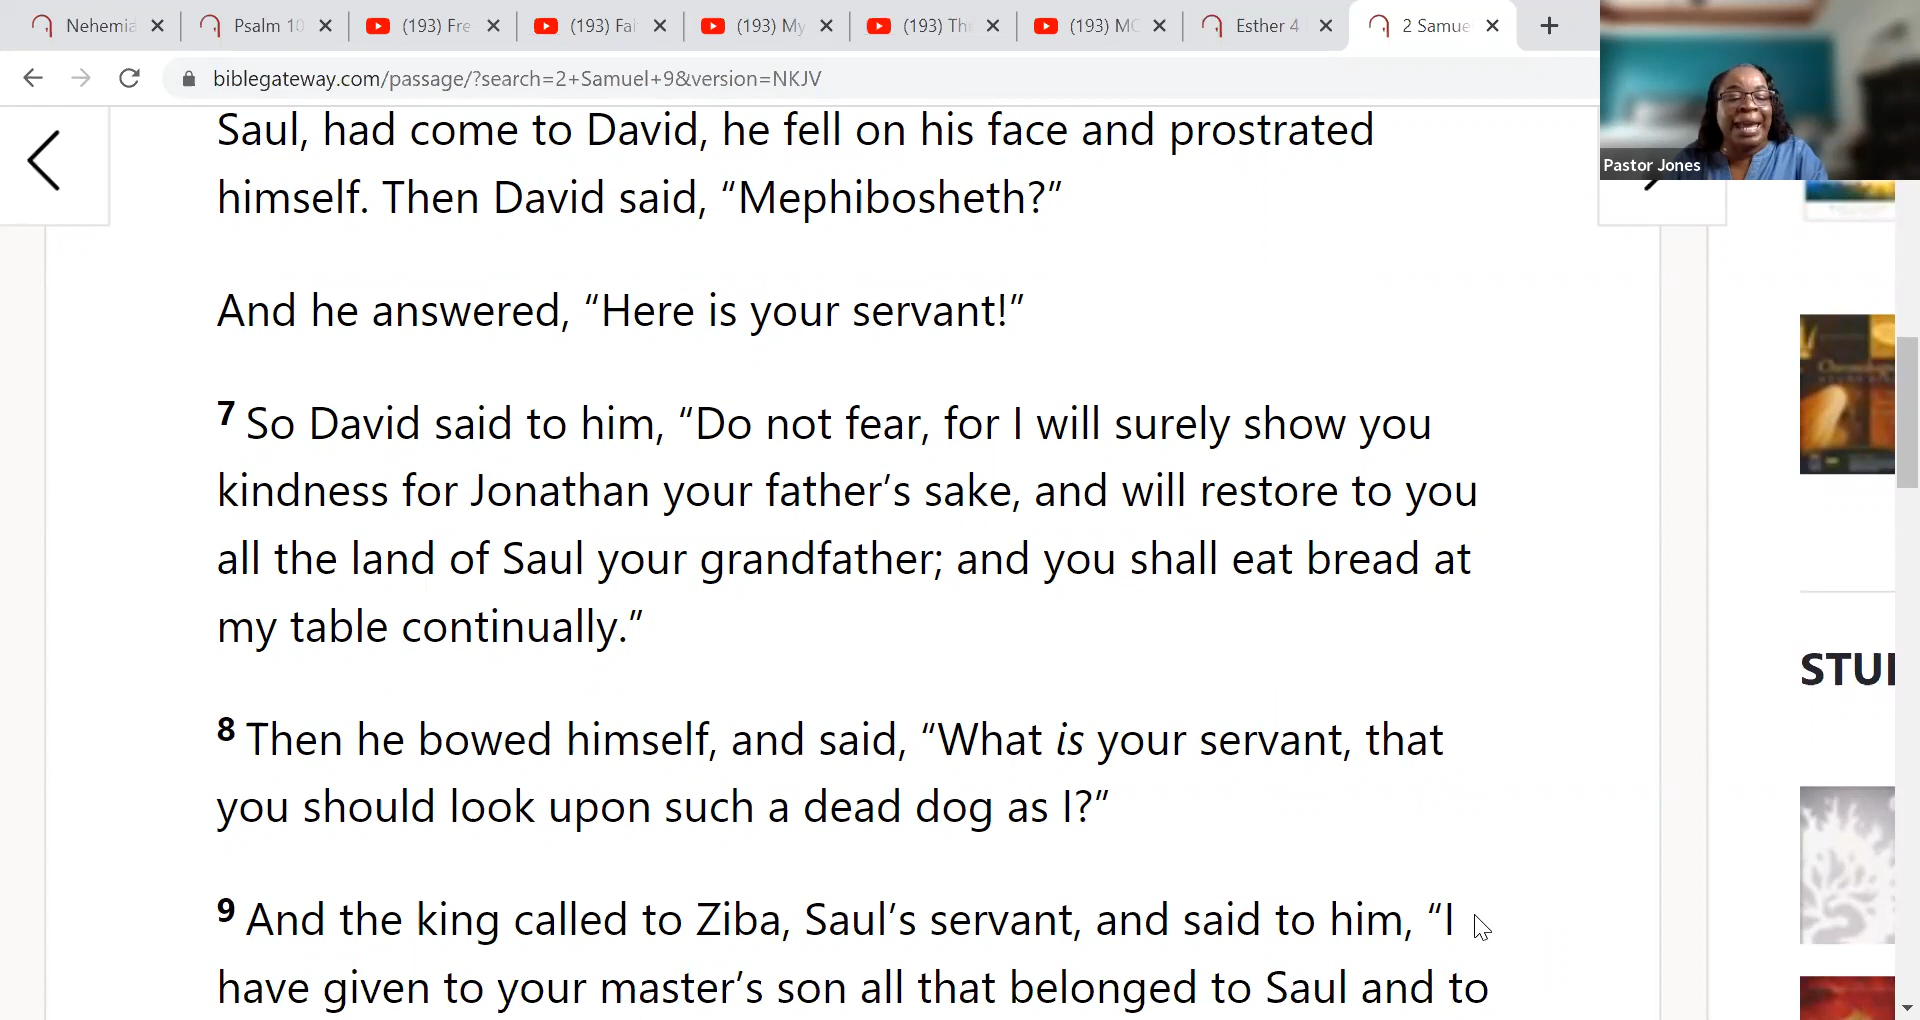 Nehemia
Psalm 10
(193) Fre
(193) Fai
(193) My
(193) Th
(193) MC
Esther 4
2 Samue
biblegateway.com/passage/?search=2+Samuel+9&version=NKJV
Pastor Jones
Saul, had come to David, he fell on his face and prostrated
himself. Then David said, “Mephibosheth?”
And he answered, “Here is your servant!”
7 So David said to him, “Do not fear, for I will surely show you
kindness for Jonathan your father’s sake, and will restore to you
all the land of Saul your grandfather; and you shall eat bread at
my table continually.”
8 Then he bowed himself, and said, “What is your servant, that
you should look upon such a dead dog as I?”
9 And the king called to Ziba, Saul’s servant, and said to him, “I
have given to your master’s son all that belonged to Saul and to
STU